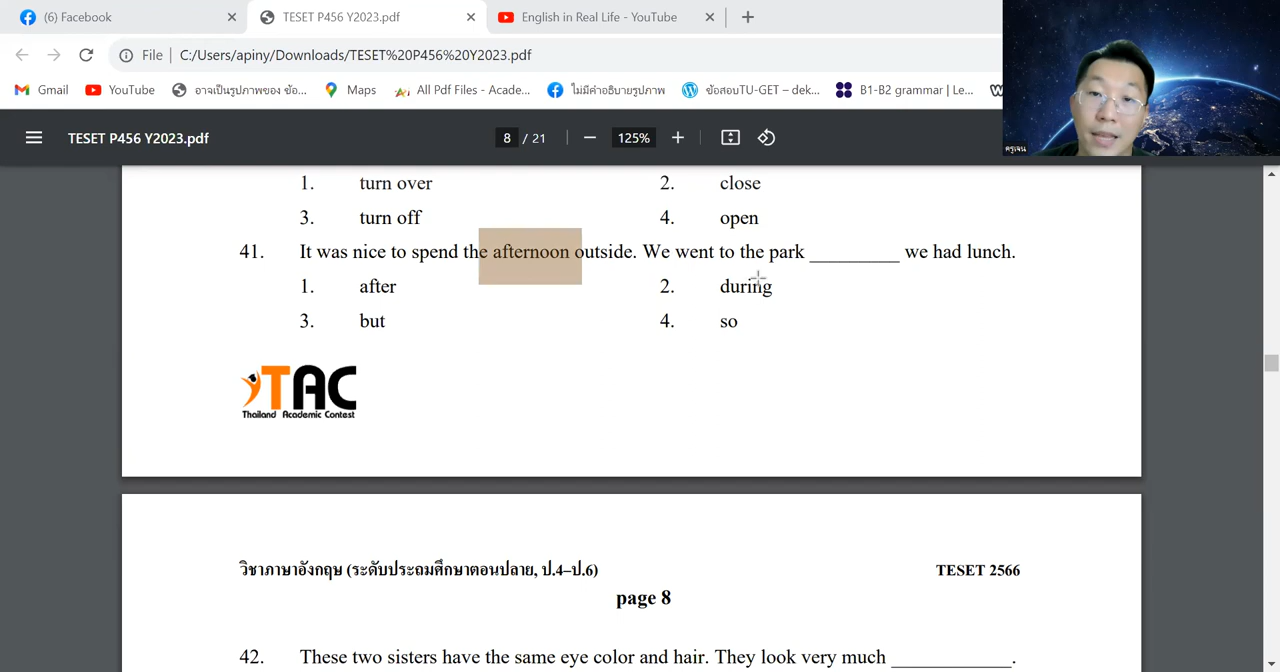 (6) Facebook
TESET P456 Y2023.pdf
English in Real Life - YouTube
File
C:/Users/apiny/Downloads/TESET%20P456%20Y2023.pdf
Gmail
YouTube
อาจเป็นรูปภาพของ ข้อ...
Maps
All Pdf Files - Acade...
ไม่มีคำอธิบายรูปภาพ
ข้อสอบTU-GET – dek...
B1-B2 grammar | Le...
ครูเจน
TESET P456 Y2023.pdf
8 / 21
125%
1. turn over 2. close
3. turn off 4. open
41. It was nice to spend the afternoon outside. We went to the park _________ we had lunch.
1. after 2. during
3. but 4. so
TAC
Thailand Academic Contest
วิชาภาษาอังกฤษ (ระดับประถมศึกษาตอนปลาย, ป.4–ป.6) TESET 2566
page 8
42. These two sisters have the same eye color and hair. They look very much ____________.